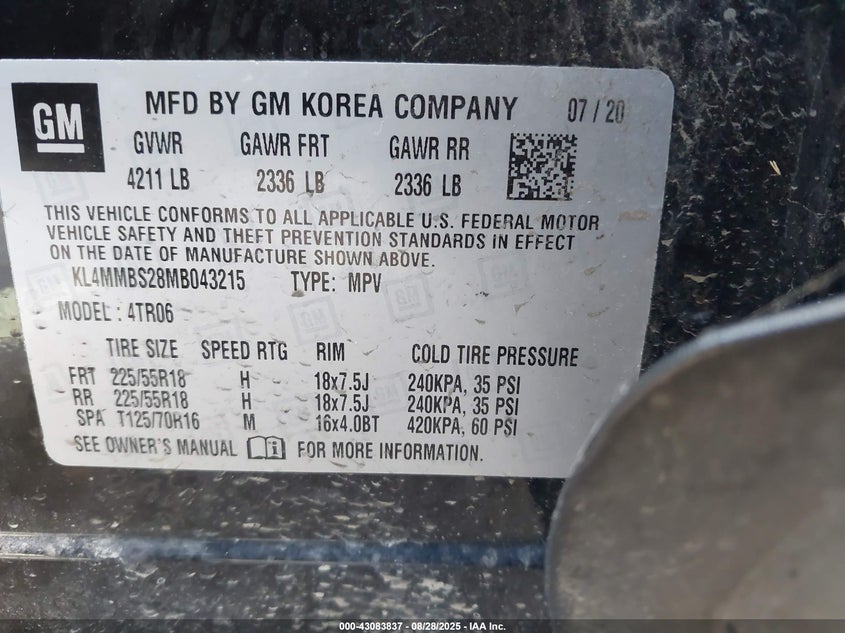 GM
MFD BY GM KOREA COMPANY 07 / 20
GVWR GAWR FRT GAWR RR
4211 LB 2336 LB 2336 LB
THIS VEHICLE CONFORMS TO ALL APPLICABLE U.S. FEDERAL MOTOR
VEHICLE SAFETY AND THEFT PREVENTION STANDARDS IN EFFECT
ON THE DATE OF MANUFACTURE SHOWN ABOVE.
KL4MMBS28MB043215 TYPE: MPV
MODEL : 4TR06
TIRE SIZE SPEED RTG RIM COLD TIRE PRESSURE
FRT 225/55R18 H 18x7.5J 240KPA, 35 PSI
RR 225/55R18 H 18x7.5J 240KPA, 35 PSI
SPA T125/70R16 M 16x4.0BT 420KPA, 60 PSI
SEE OWNER'S MANUAL FOR MORE INFORMATION.
000-43083837 - 08/28/2025 - IAA Inc.